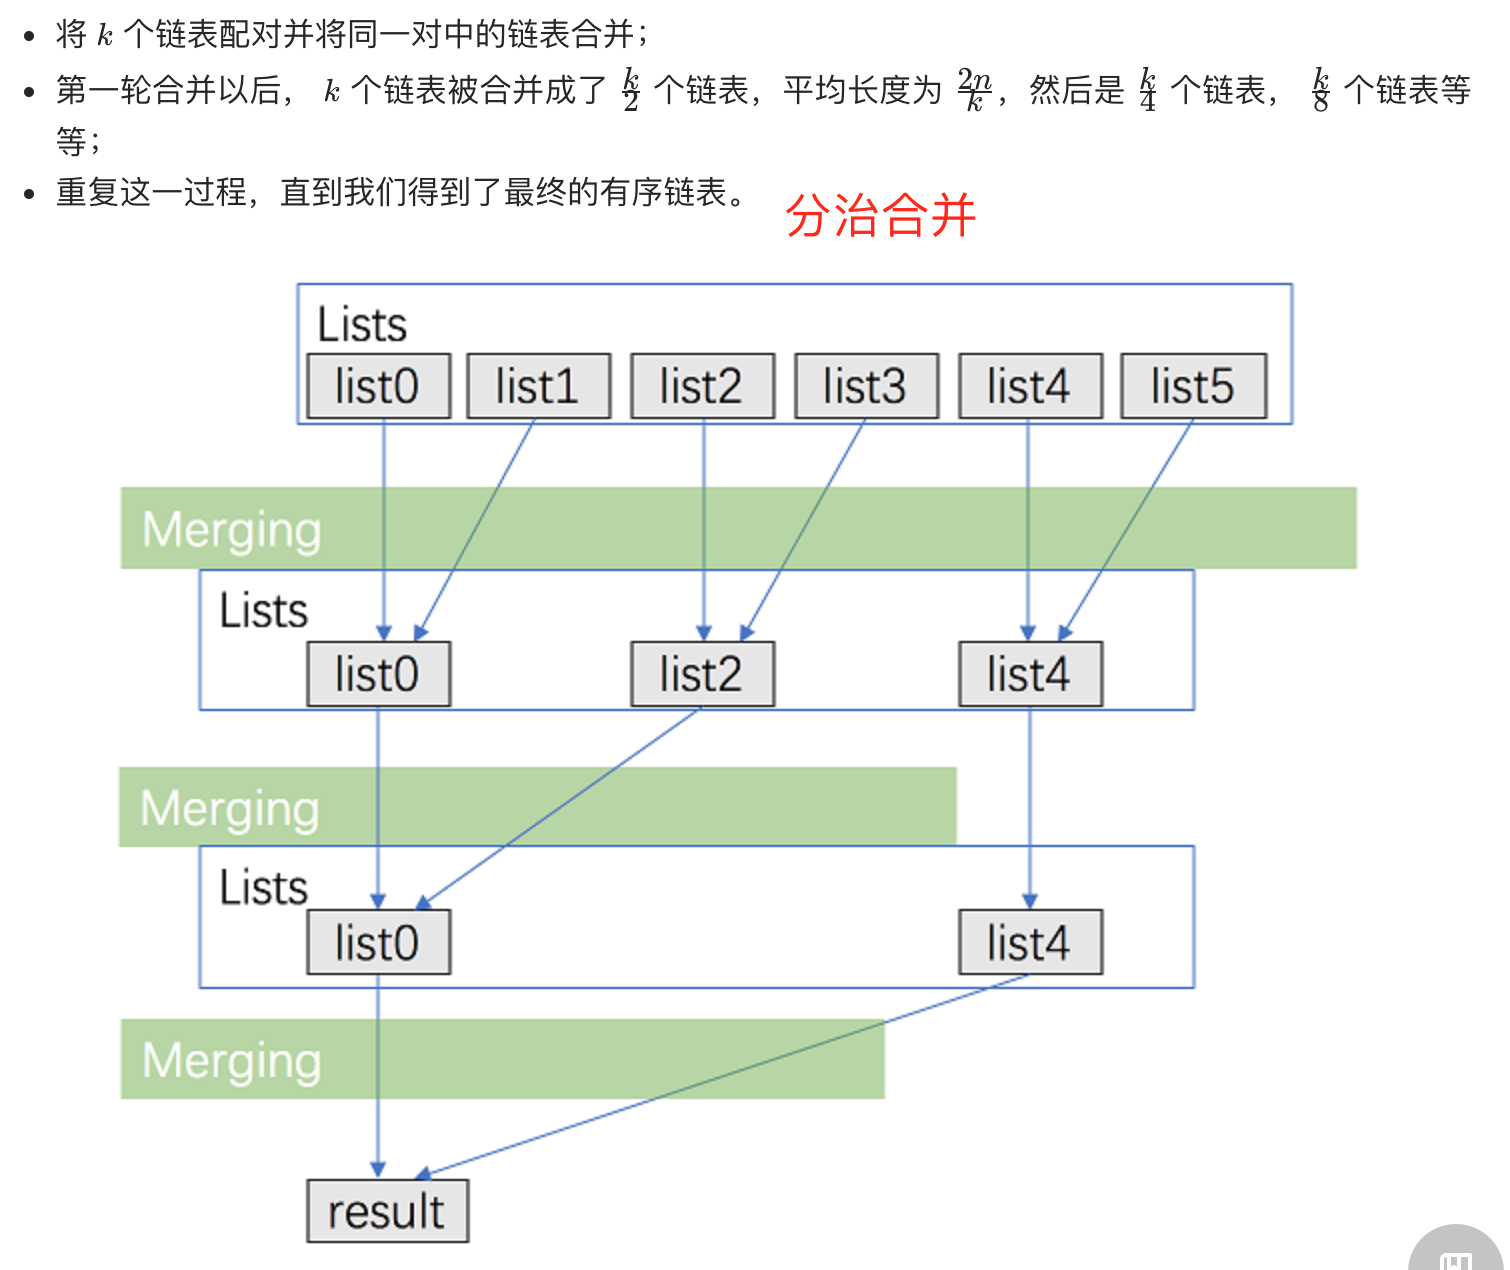 将 k 个链表配对并将同一对中的链表合并；
第一轮合并以后， k 个链表被合并成了 k/2 个链表，平均长度为 2n/k，然后是 k/4 个链表， k/8 个链表等
等；
重复这一过程，直到我们得到了最终的有序链表。
分治合并
Lists
list0 list1 list2 list3 list4 list5
Merging
Lists
list0 list2 list4
Merging
Lists
list0 list4
Merging
result